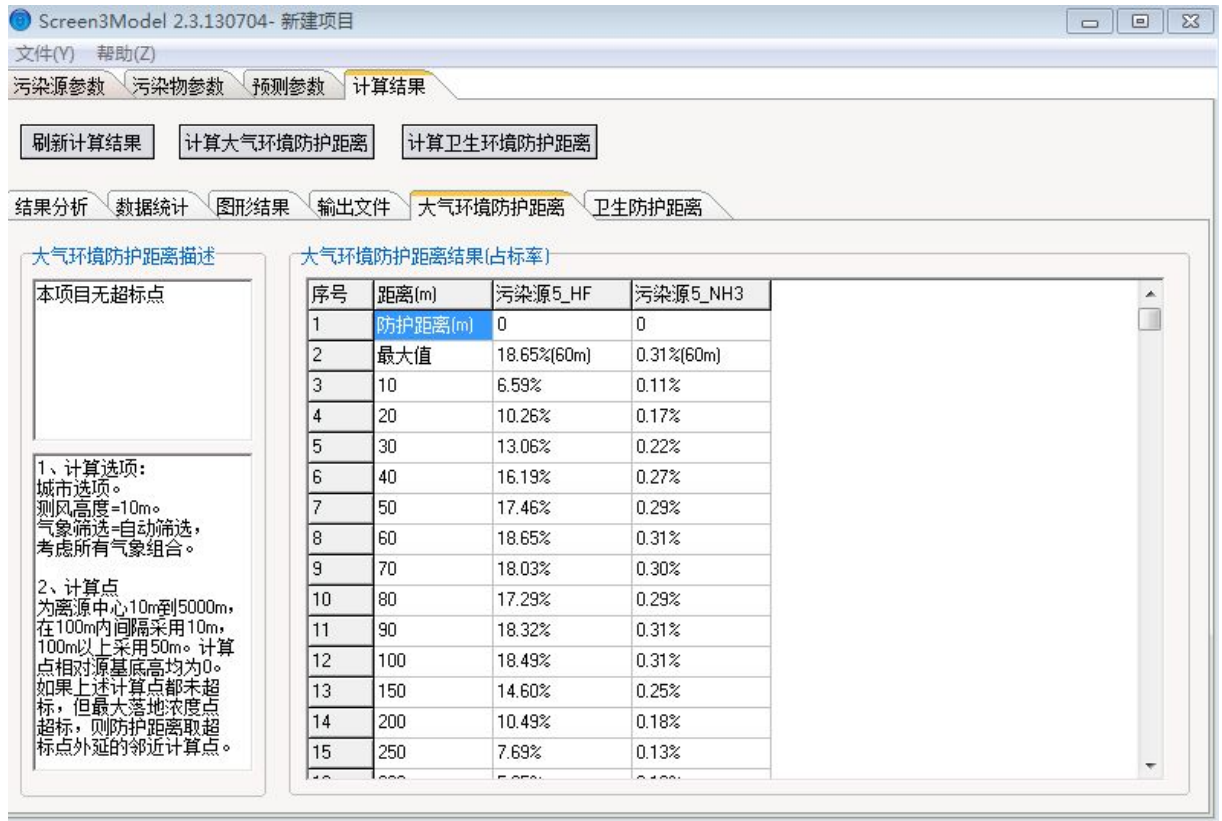 Screen3Model 2.3.130704- 新建项目
文件(Y) 帮助(Z)
污染源参数 污染物参数 预测参数 计算结果
刷新计算结果 计算大气环境防护距离 计算卫生环境防护距离
结果分析 数据统计 图形结果 输出文件 大气环境防护距离 卫生防护距离
大气环境防护距离描述
本项目无超标点
1、计算选项:
城市选项。
测风高度=10m。
气象筛选=自动筛选,
考虑所有气象组合。
2、计算点
为离源中心10m到5000m,
在100m内间隔采用10m,
100m以上采用50m。计算
点相对源基底高均为0。
如果上述计算点都未超
标,但最大落地浓度点
超标,则防护距离取超
标点外延的邻近计算点。
大气环境防护距离结果(占标率)
序号 距离(m) 污染源5_HF 污染源5_NH3
1 防护距离(m) 0 0
2 最大值 18.65%(60m) 0.31%(60m)
3 10 6.59% 0.11%
4 20 10.26% 0.17%
5 30 13.06% 0.22%
6 40 16.19% 0.27%
7 50 17.46% 0.29%
8 60 18.65% 0.31%
9 70 18.03% 0.30%
10 80 17.29% 0.29%
11 90 18.32% 0.31%
12 100 18.49% 0.31%
13 150 14.60% 0.25%
14 200 10.49% 0.18%
15 250 7.69% 0.13%